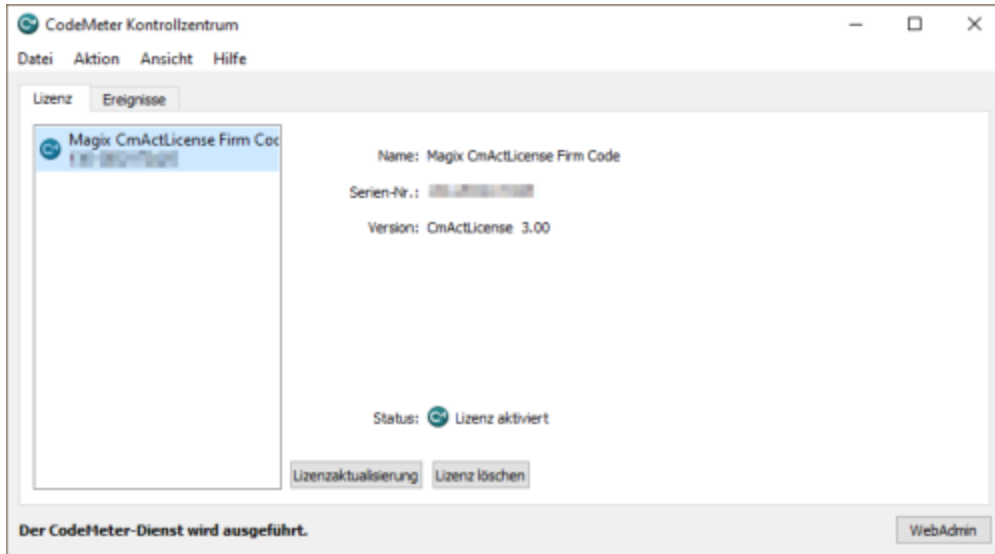 CodeMeter Kontrollzentrum
Datei Aktion Ansicht Hilfe
Lizenz Ereignisse
Magix CmActLicense Firm Coc
Name: Magix CmActLicense Firm Code
Serien-Nr.:
Version: CmActLicense 3.00
Status: Lizenz aktiviert
Lizenzaktualisierung Lizenz löschen
Der CodeMeter-Dienst wird ausgeführt.
WebAdmin